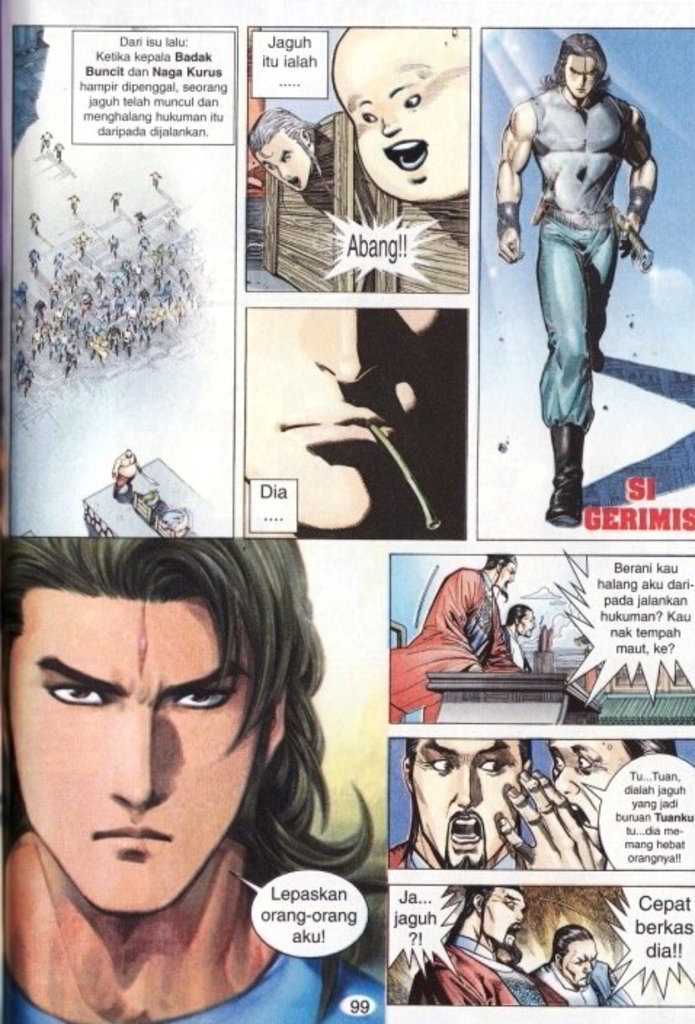 Dari isu lalu:
Ketika kepala Badak
Buncit dan Naga Kurus
hampir dipenggal, seorang
jaguh telah muncul dan
menghalang hukuman itu
daripada dijalankan.
Jaguh
itu ialah
.....
Abang!!
Dia
....
SI
GERIMIS
Lepaskan
orang-orang
aku!
Berani kau
halang aku dari-
pada jalankan
hukuman? Kau
nak tempah
maut, ke?
Tu...Tuan,
dialah jaguh
yang jadi
buruan Tuanku
tu...dia me-
mang hebat
orangnya!!
Ja...
jaguh
?!
Cepat
berkas
dia!!
99